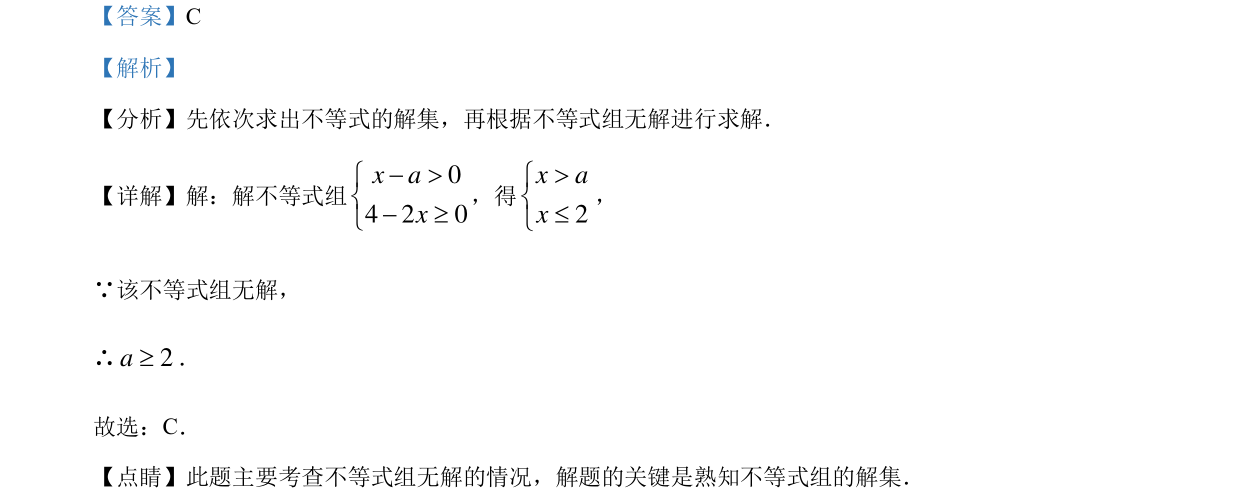 【答案】C
【解析】
【分析】先依次求出不等式的解集，再根据不等式组无解进行求解．
【详解】解：解不等式组{x−a>0 4−2x≥0，得{x>a x≤2，
∵该不等式组无解，
∴a≥2．
故选：C．
【点睛】此题主要考查不等式组无解的情况，解题的关键是熟知不等式组的解集．